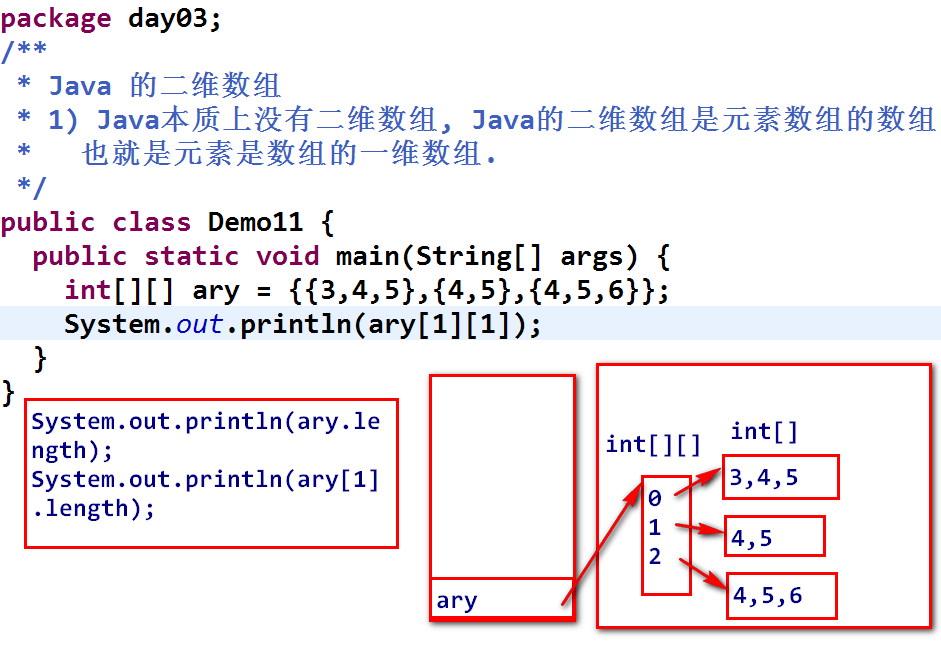 package day03;
/**
 * Java 的二维数组
 * 1) Java本质上没有二维数组, Java的二维数组是元素数组的数组
 *   也就是元素是数组的一维数组.
 */
public class Demo11 {
  public static void main(String[] args) {
    int[][] ary = {{3,4,5},{4,5},{4,5,6}};
    System.out.println(ary[1][1]);
  }
}
System.out.println(ary.le
ngth);
System.out.println(ary[1]
.length);
ary
int[][]
0
1
2
int[]
3,4,5
4,5
4,5,6